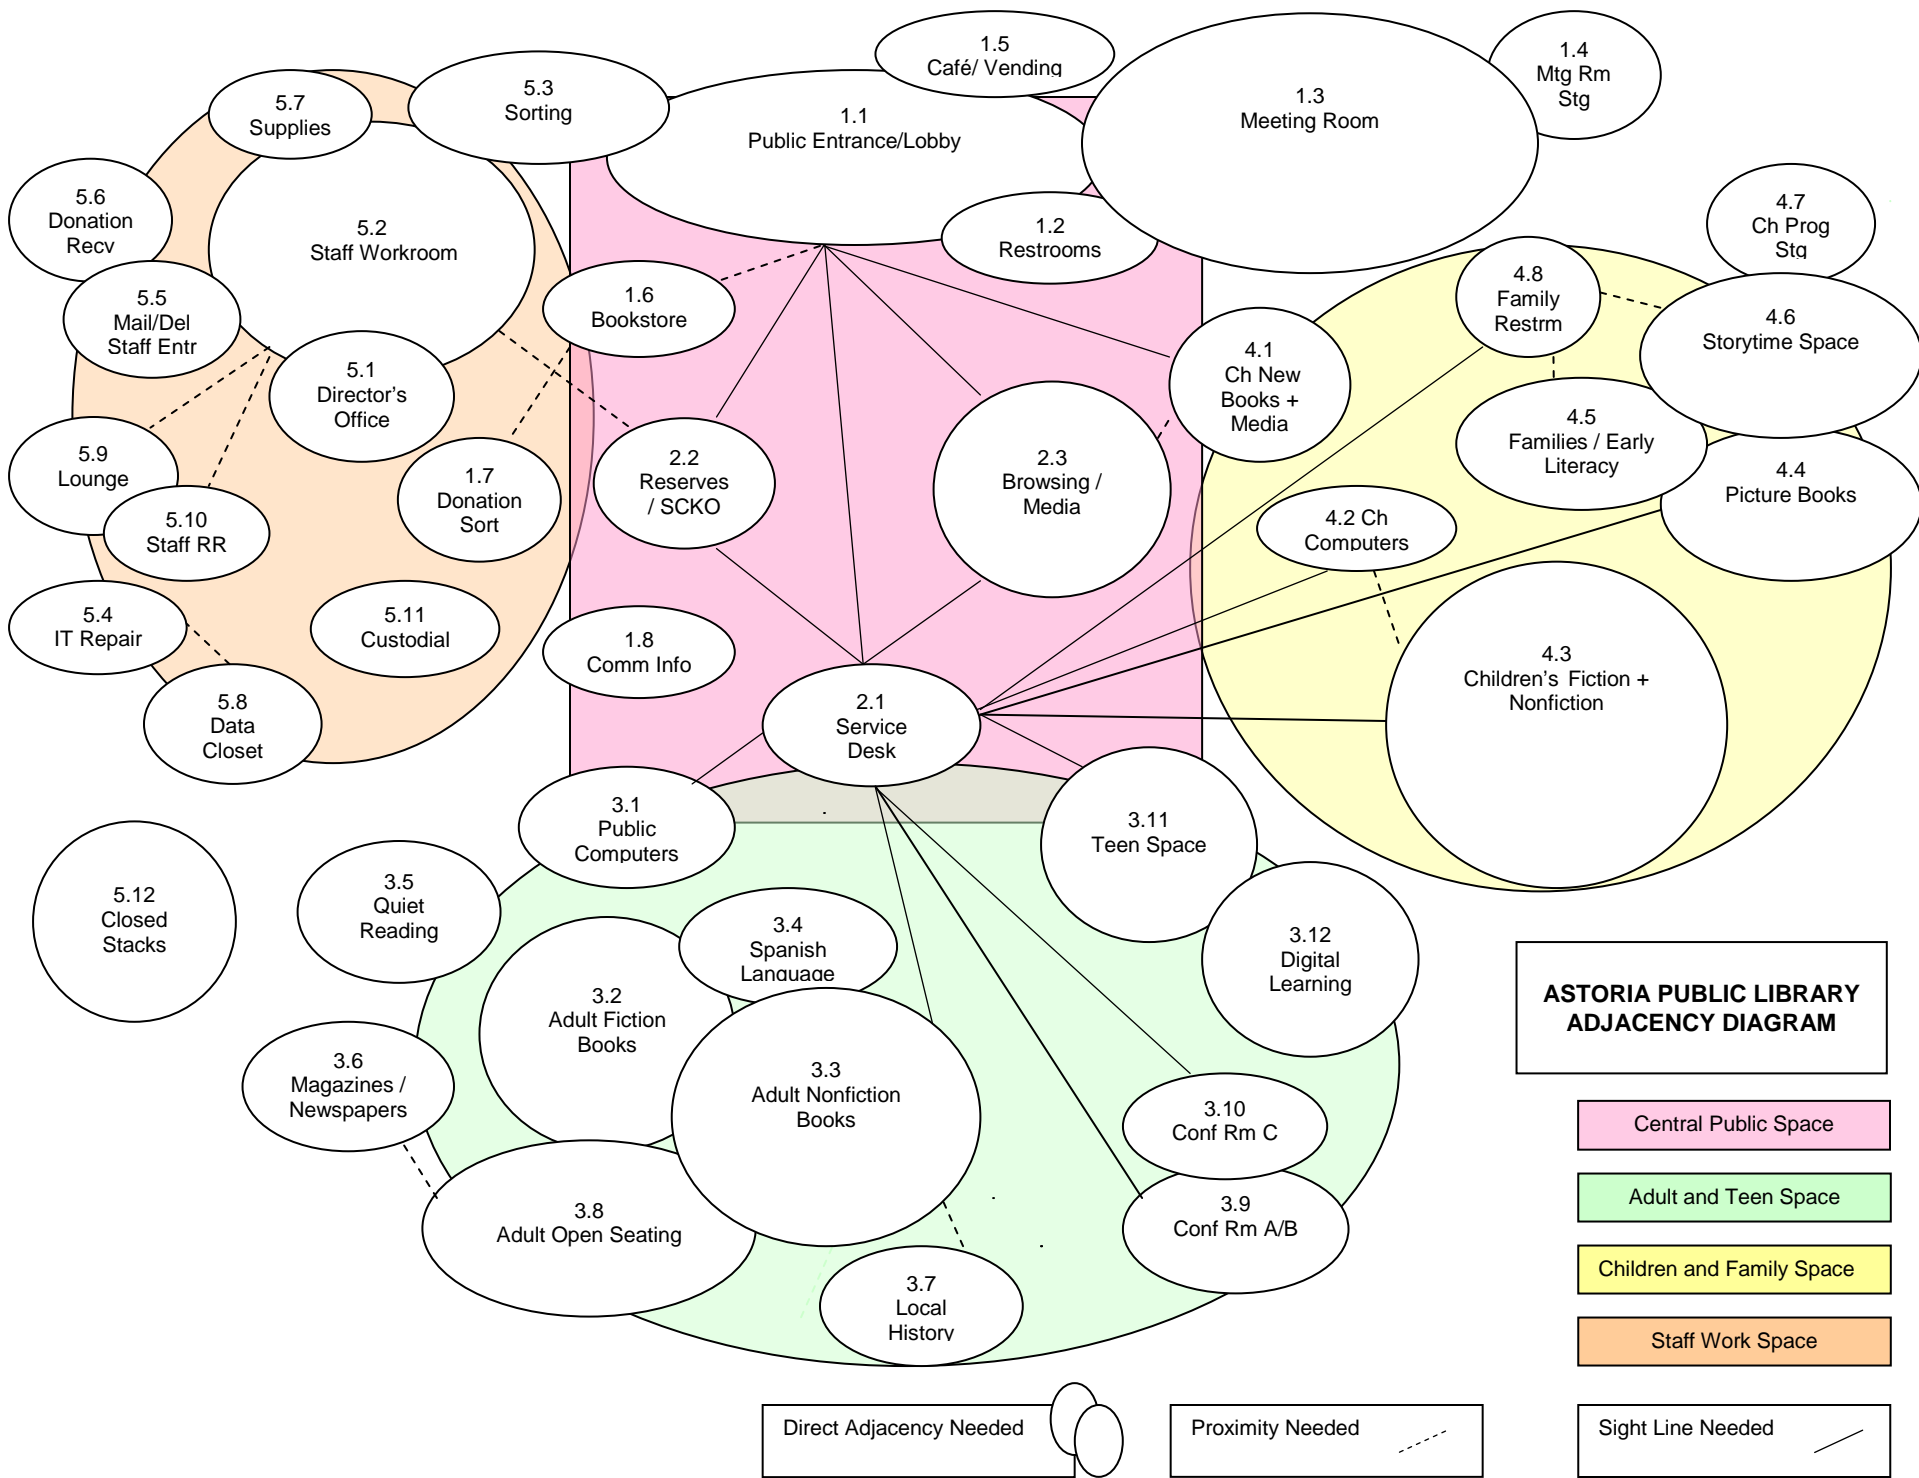 1.5
Café/ Vending
1.4
Mtg Rm
Stg
5.3
Sorting
1.3
Meeting Room
5.7
Supplies
1.1
Public Entrance/Lobby
5.6
Donation
Recv
5.2
Staff Workroom
1.2
Restrooms
4.7
Ch Prog
Stg
5.5
Mail/Del
Staff Entr
1.6
Bookstore
4.8
Family
Restrm
4.6
Storytime Space
5.1
Director's
Office
4.1
Ch New
Books +
Media
4.5
Families / Early
Literacy
5.9
Lounge
1.7
Donation
Sort
2.2
Reserves
/ SCKO
2.3
Browsing /
Media
4.4
Picture Books
5.10
Staff RR
4.2 Ch
Computers
5.4
IT Repair
5.11
Custodial
1.8
Comm Info
4.3
Children's Fiction +
Nonfiction
5.8
Data
Closet
2.1
Service
Desk
3.1
Public
Computers
3.11
Teen Space
5.12
Closed
Stacks
3.5
Quiet
Reading
3.4
Spanish
Language
3.12
Digital
Learning
3.2
Adult Fiction
Books
ASTORIA PUBLIC LIBRARY
ADJACENCY DIAGRAM
3.6
Magazines /
Newspapers
3.3
Adult Nonfiction
Books
3.10
Conf Rm C
Central Public Space
3.8
Adult Open Seating
3.9
Conf Rm A/B
Adult and Teen Space
3.7
Local
History
Children and Family Space
Staff Work Space
Direct Adjacency Needed
Proximity Needed
Sight Line Needed